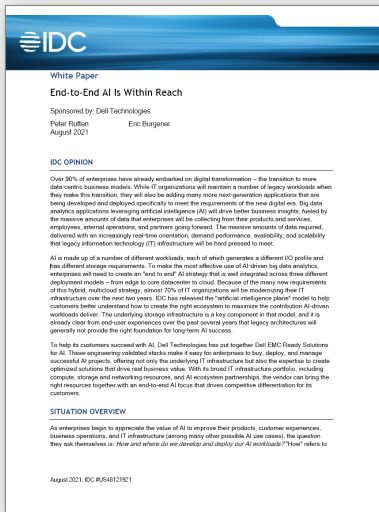 IDC
White Paper
End-to-End AI Is Within Reach
Sponsored by: Dell Technologies
Peter Rutten Eric Burgener
August 2021
IDC OPINION
Over 90% of enterprises have already embarked on digital transformation – the transition to more
data-centric business models. While IT organizations will maintain a number of legacy workloads when
they make this transition, they will also be adding many more next-generation applications that are
being developed and deployed specifically to meet the requirements of the new digital era. Big data
analytics applications leveraging artificial intelligence (AI) will drive better business insights, fueled by
the massive amounts of data that enterprises will be collecting from their products and services,
employees, internal operations, and partners going forward. The massive amounts of data required,
delivered with an increasingly real-time orientation, demand performance, availability, and scalability
that legacy information technology (IT) infrastructure will be hard pressed to meet.
AI is made up of a number of different workloads, each of which generates a different I/O profile and
has different storage requirements. To make the most effective use of AI-driven big data analytics,
enterprises will need to create an "end to end" AI strategy that is well integrated across three different
deployment models – from edge to core datacenter to cloud. Because of the many new requirements
of this hybrid, multicloud strategy, almost 70% of IT organizations will be modernizing their IT
infrastructure over the next two years. IDC has released the "artificial intelligence plane" model to help
customers better understand how to create the right ecosystem to maximize the contribution AI-driven
workloads deliver. The underlying storage infrastructure is a key component in that model, and it is
already clear from end-user experiences over the past several years that legacy architectures will
generally not provide the right foundation for long-term AI success.
To help its customers succeed with AI, Dell Technologies has put together Dell EMC Ready Solutions
for AI. These engineering-validated stacks make it easy for enterprises to buy, deploy, and manage
successful AI projects, offering not only the underlying IT infrastructure but also the expertise to create
optimized solutions that drive real business value. With its broad IT infrastructure portfolio, including
compute, storage and networking resources, and AI ecosystem partnerships, the vendor can bring the
right resources together with an end-to-end AI focus that drives competitive differentiation for its
customers.
SITUATION OVERVIEW
As enterprises begin to appreciate the value of AI to improve their products, customer experiences,
business operations, and IT infrastructure (among many other possible AI use cases), the question
they ask themselves is: How and where do we develop and deploy our AI workloads? "How" refers to
August 2021, IDC #US48121921